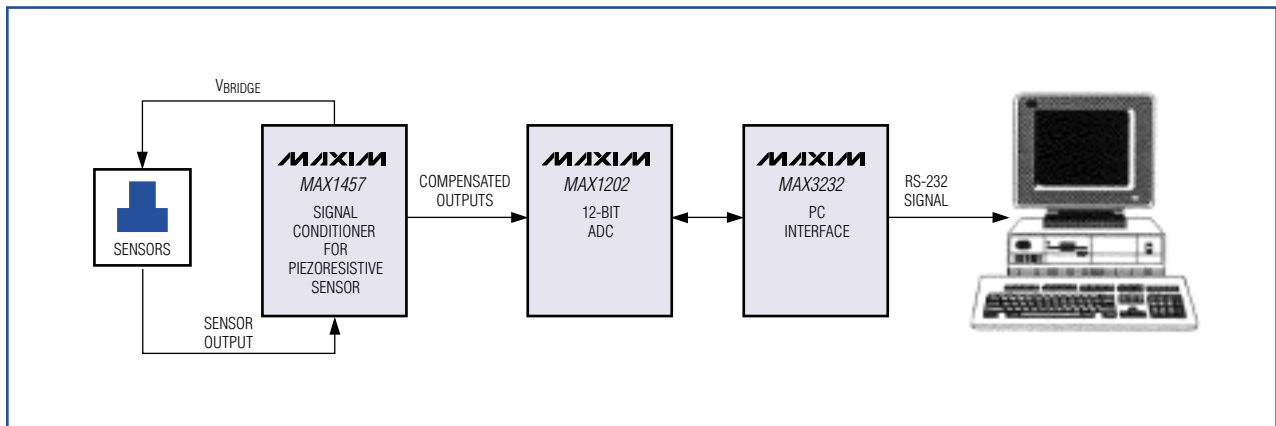 VBRIDGE
SENSORS
SENSOR
OUTPUT
MAXIM
MAX1457
SIGNAL
CONDITIONER
FOR
PIEZORESISTIVE
SENSOR
COMPENSATED
OUTPUTS
MAXIM
MAX1202
12-BIT
ADC
MAXIM
MAX3232
PC
INTERFACE
RS-232
SIGNAL